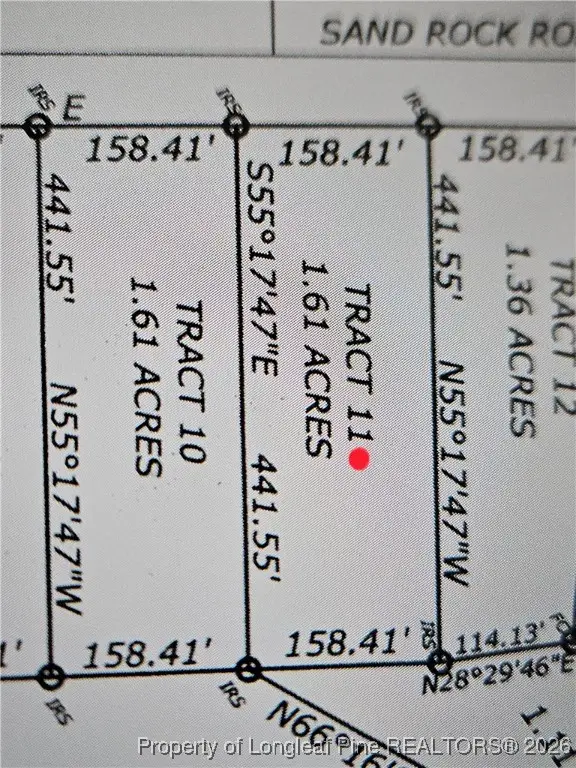 SAND ROCK RO
IRS
E
IRS
IRS
158.41'
158.41'
158.41'
441.55'
N55°17'47"W
TRACT 10
1.61 ACRES
S55°17'47"E
441.55'
TRACT 11
1.61 ACRES
441.55'
N55°17'47"W
TRACT 12
1.36 ACRES
1'
158.41'
158.41'
IRS
114.13'
N28°29'46"E
IRS
IRS
N66°16'
Property of Longleaf Pine REALTORS® 2026